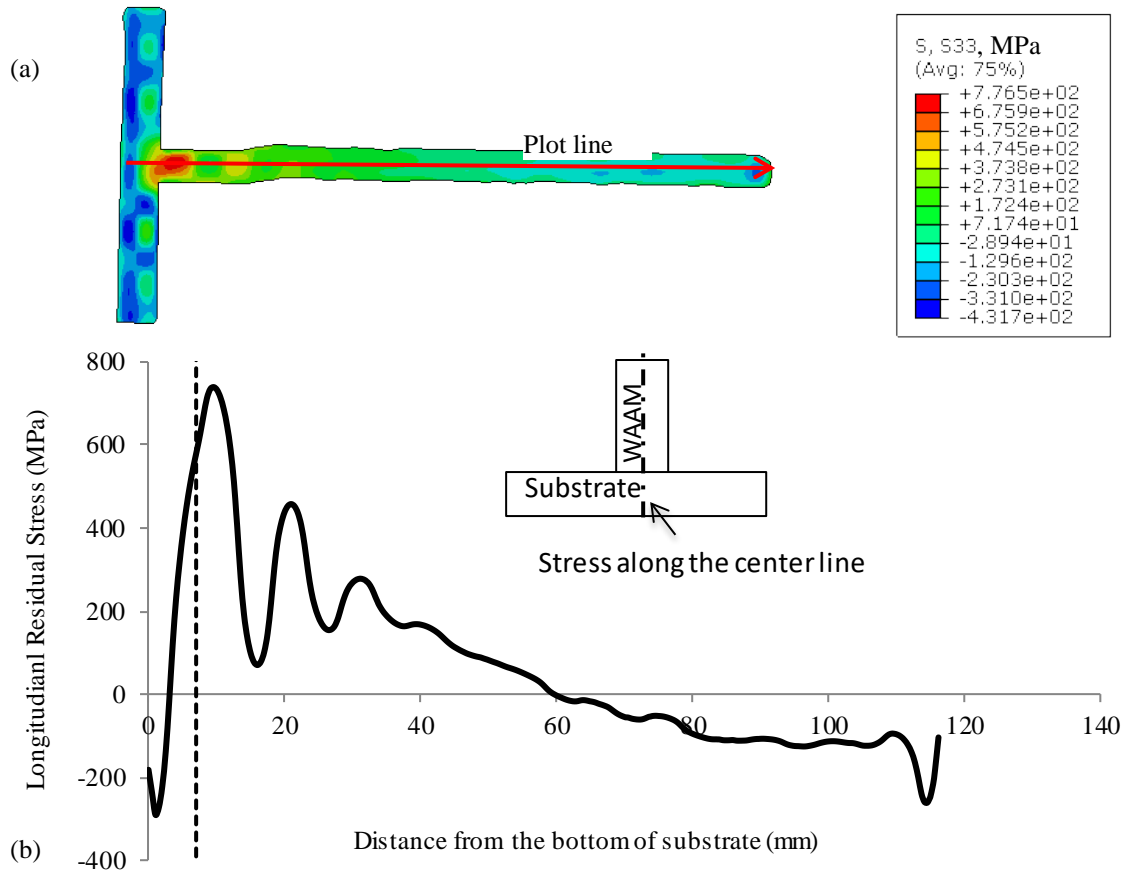 (a)
Plot line
S, S33, MPa
(Avg: 75%)
+7.765e+02
+6.759e+02
+5.752e+02
+4.745e+02
+3.738e+02
+2.731e+02
+1.724e+02
+7.174e+01
-2.894e+01
-1.296e+02
-2.303e+02
-3.310e+02
-4.317e+02
Longitudianl Residual Stress (MPa)
800
600
400
200
0
-200
-400
0 20 40 60 80 100 120 140
WAAM
Substrate
Stress along the center line
Distance from the bottom of substrate (mm)
(b)